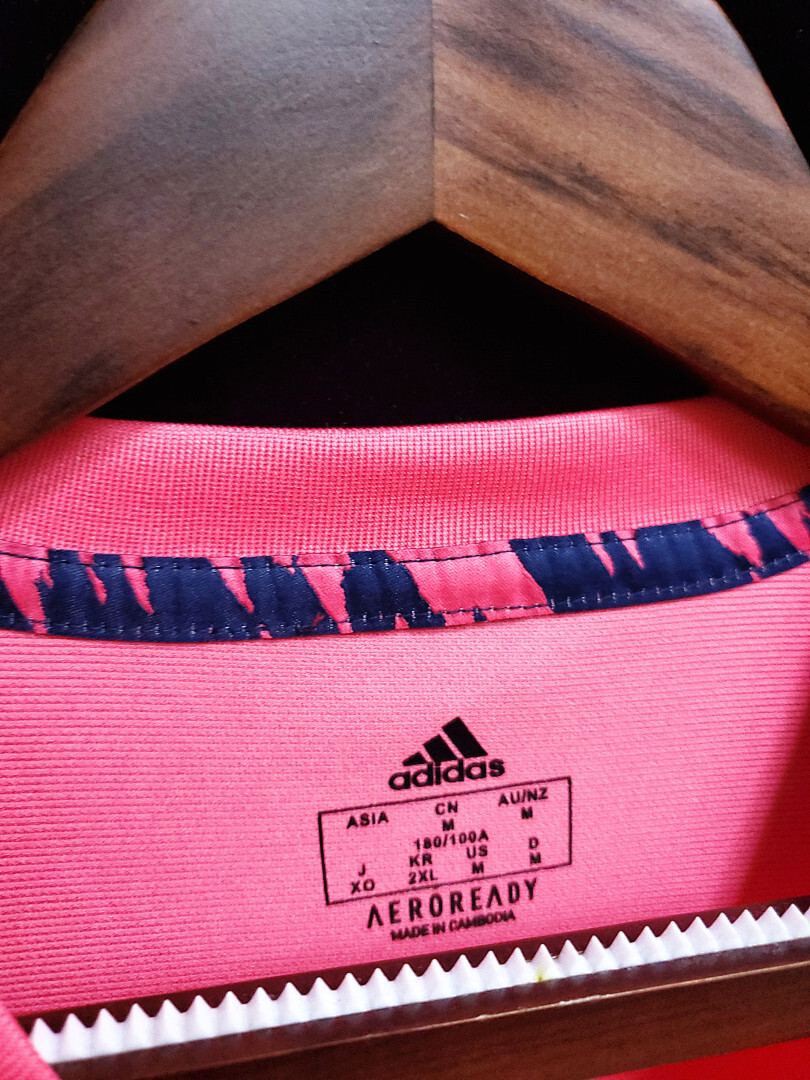 adidas
ASIA CN AU/NZ
M M
180/100A
J KR US D
XO 2XL M M
AEROREADY
MADE IN CAMBODIA